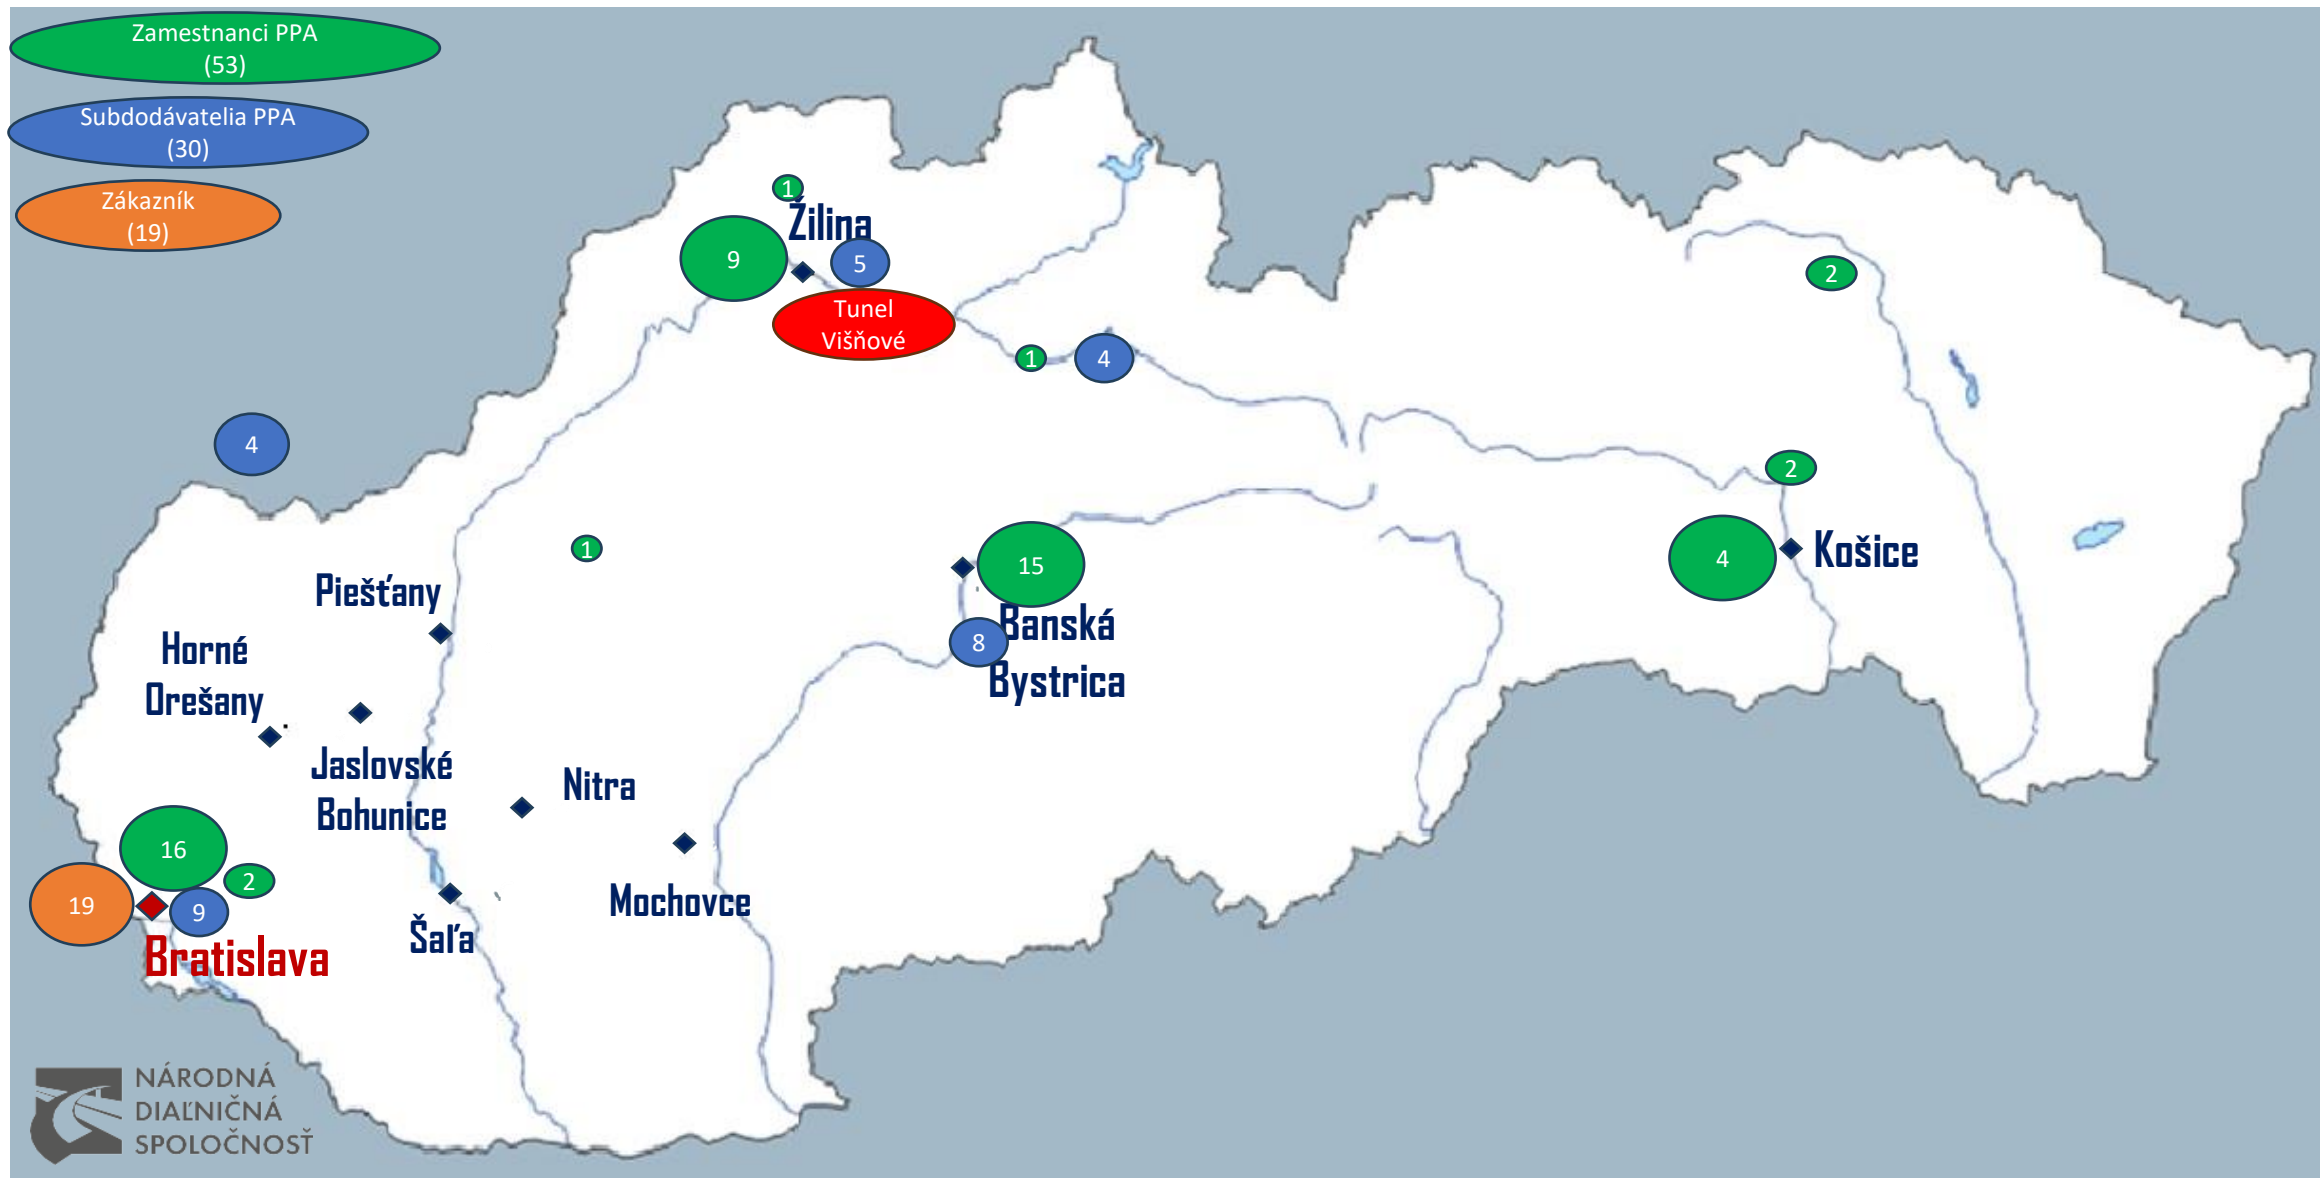 Zamestnanci PPA
(53)
Subdodávatelia PPA
(30)
Zákazník
(19)
1
Žilina
9
5
Tunel
Višňové
1
4
2
4
2
4
Košice
1
15
Banská
Bystrica
8
Piešťany
Horné
Orešany
Jaslovské
Bohunice
Nitra
Mochovce
Šaľa
16
2
19
9
Bratislava
NÁRODNÁ
DIAĽNIČNÁ
SPOLOČNOSŤ